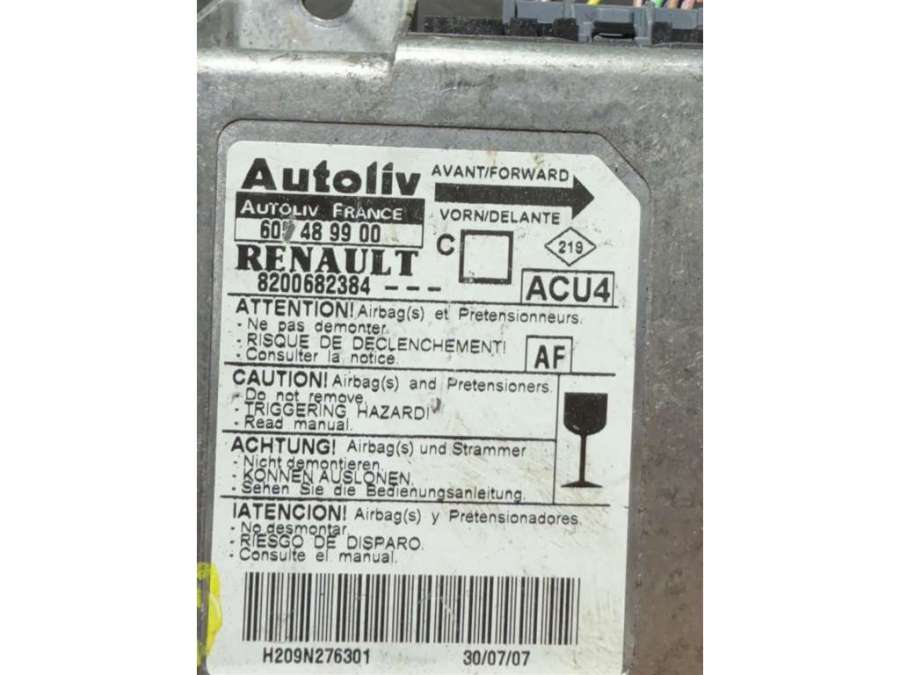 Autoliv
AUTOLIV FRANCE
48 99 00
RENAULT
8200682384 ---
AVANT/FORWARD
VORN/DELANTE
C
219
ACU4
ATTENTION! Airbag(s) et Pretensionneurs.
- Ne pas demonter.
- RISQUE DE DECLENCHEMENT!
- Consulter la notice.
AF
CAUTION! Airbag(s) and Pretensioners.
- Do not remove.
- TRIGGERING HAZARD!
- Read manual.
ACHTUNG! Airbag(s) und Strammer
- Nicht demontieren.
- KONNEN AUSLONEN.
- Sehen Sie die Bedienungsanleitung.
!ATENCION! Airbag(s) y Pretensionadores.
- No desmontar.
- RIESGO DE DISPARO.
- Consulte el manual.
H209N276301 30/07/07